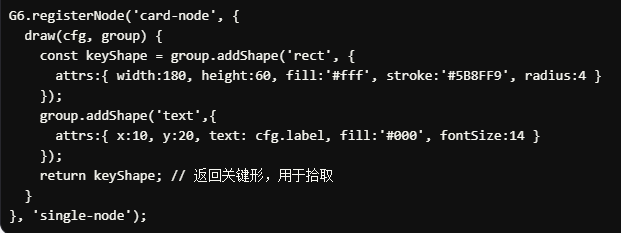 G6.registerNode('card-node', {
  draw(cfg, group) {
    const keyShape = group.addShape('rect', {
      attrs:{ width:180, height:60, fill:'#fff', stroke:'#5B8FF9', radius:4 }
    });
    group.addShape('text',{
      attrs:{ x:10, y:20, text: cfg.label, fill:'#000', fontSize:14 }
    });
    return keyShape; // 返回关键形，用于拾取
  }
}, 'single-node');